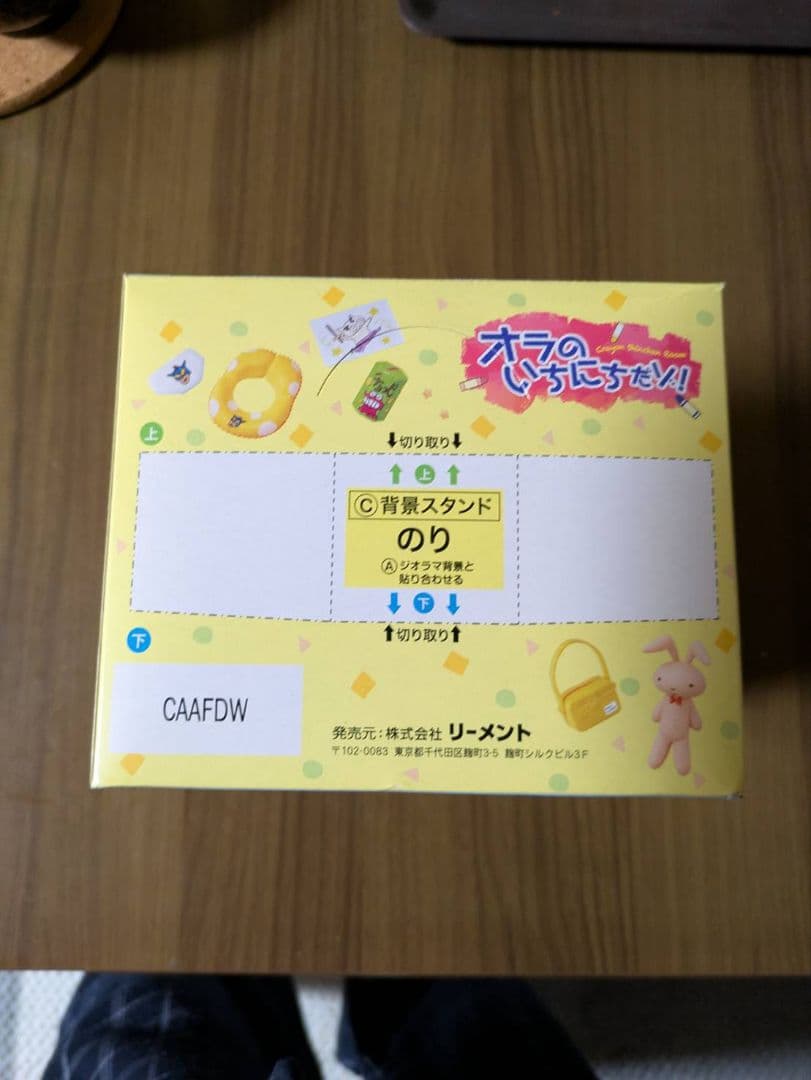 オラの
いちにちだゾ!
Crayon Shinchan Room
上
↓切り取り↓
↑上↑
Ⓒ背景スタンド
のり
Ⓐジオラマ背景と
貼り合わせる
↓下↓
↑切り取り↑
下
CAAFDW
発売元:株式会社 リーメント
〒102-0083 東京都千代田区麹町3-5 麹町シルクビル3F